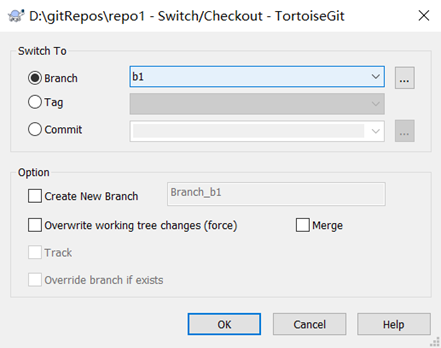 D:\gitRepos\repo1 - Switch/Checkout - TortoiseGit
Switch To
Branch
b1
...
Tag
Commit
...
Option
Create New Branch
Branch_b1
Overwrite working tree changes (force)
Merge
Track
Override branch if exists
OK
Cancel
Help